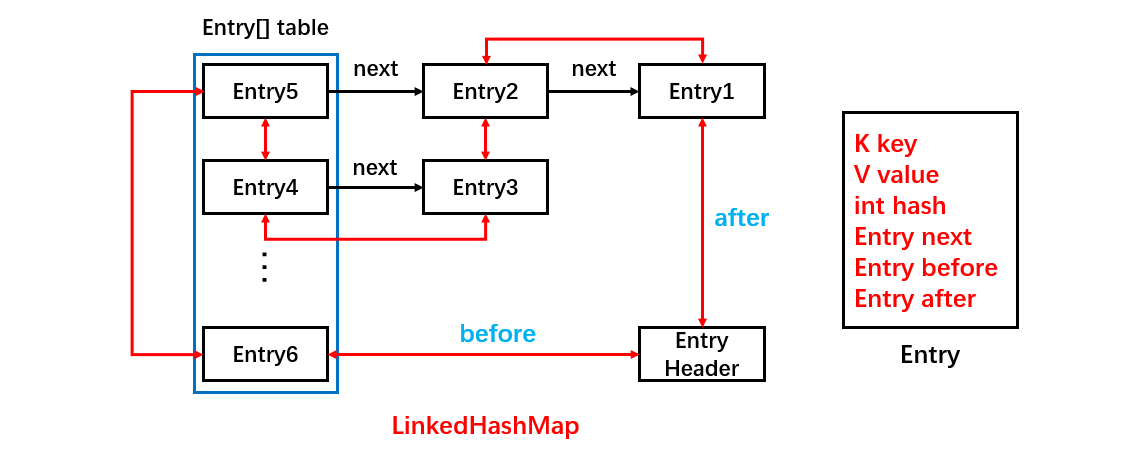 Entry[] table
Entry5
next
Entry2
next
Entry1
Entry4
next
Entry3
after
before
Entry6
Entry
Header
LinkedHashMap
K key
V value
int hash
Entry next
Entry before
Entry after
Entry